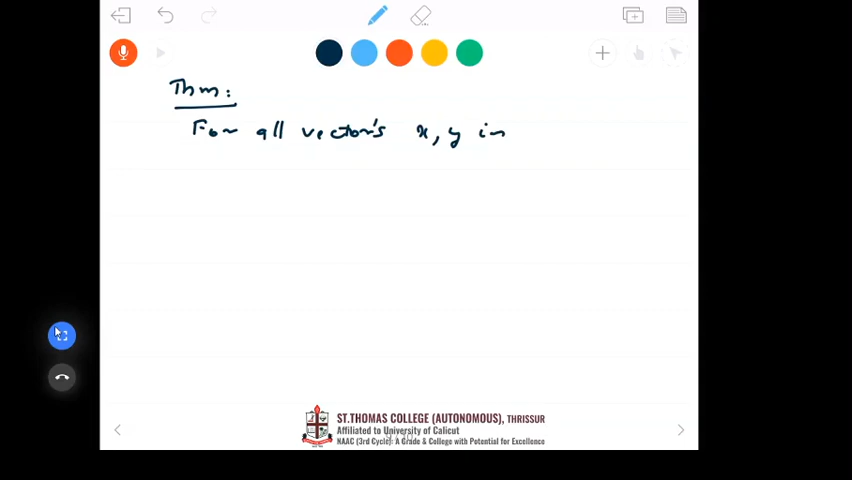 Thm:
For all vector's x, y in
ST.THOMAS COLLEGE (AUTONOMOUS), THRISSUR
Affiliated to University of Calicut
NAAC (3rd Cycle): A Grade & College with Potential for Excellence